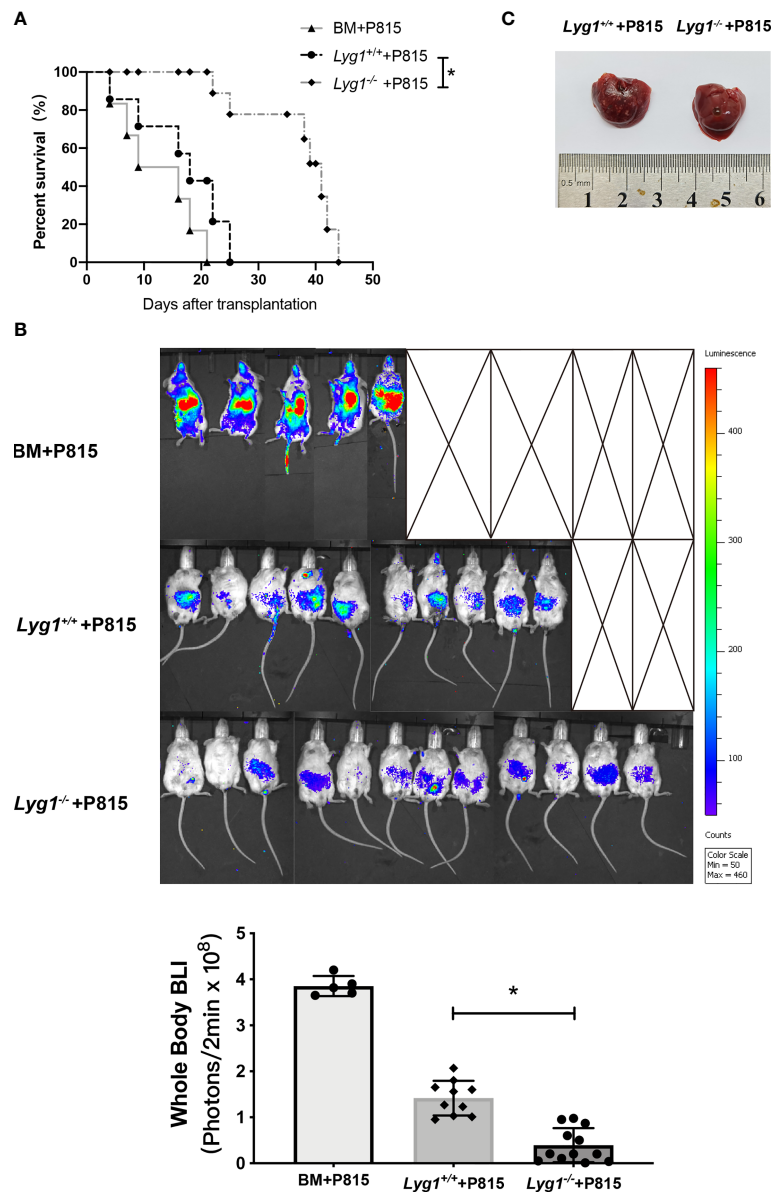 A
BM+P815
Lyg1+/++P815
Lyg1-/- +P815
*
Percent survival (%)
100
80
60
40
20
0
0 10 20 30 40 50
Days after transplantation
C
Lyg1+/++P815 Lyg1-/-+P815
0.5 mm
1 2 3 4 5 6
B
BM+P815
Lyg1+/+ +P815
Lyg1-/- +P815
Luminescence
400
300
200
100
Counts
Color Scale
Min = 50
Max = 460
Whole Body BLI
(Photons/2min x 10⁸)
5
4
3
2
1
0
*
BM+P815 Lyg1+/++P815 Lyg1-/-+P815